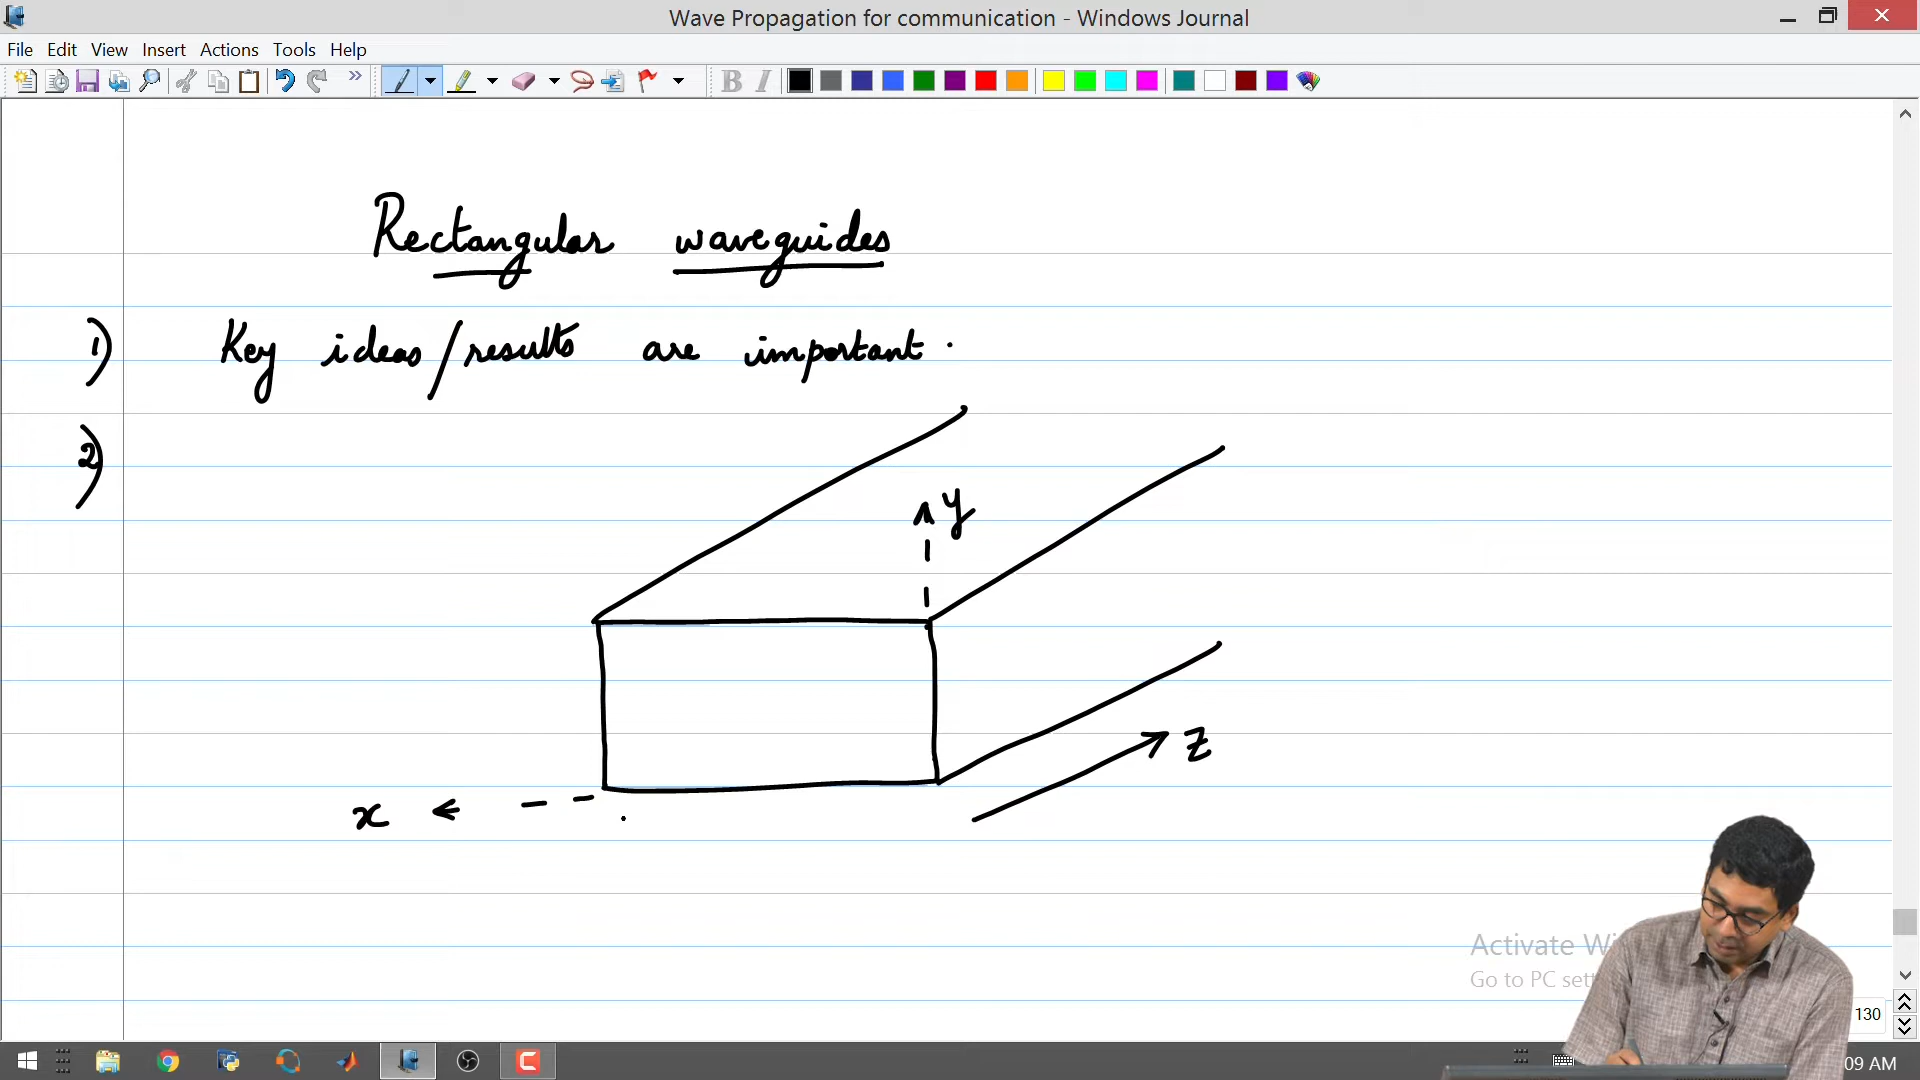 Wave Propagation for communication - Windows Journal
File Edit View Insert Actions Tools Help
B I
Rectangular waveguides
1) Key ideas/results are important.
2)
y
z
x
Activate Wi
Go to PC sett
130
09 AM